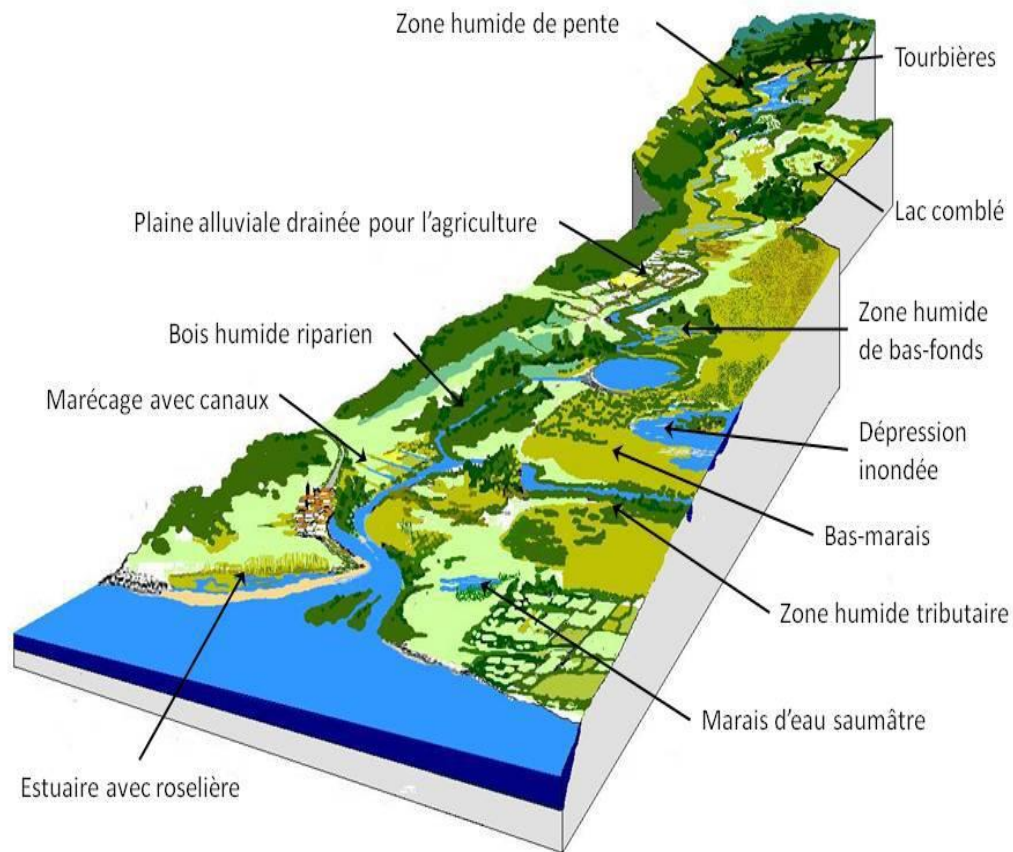 Zone humide de pente
Tourbières
Lac comblé
Plaine alluviale drainée pour l’agriculture
Zone humide
de bas-fonds
Bois humide riparien
Marécage avec canaux
Dépression
inondée
Bas-marais
Zone humide tributaire
Marais d’eau saumâtre
Estuaire avec roselière